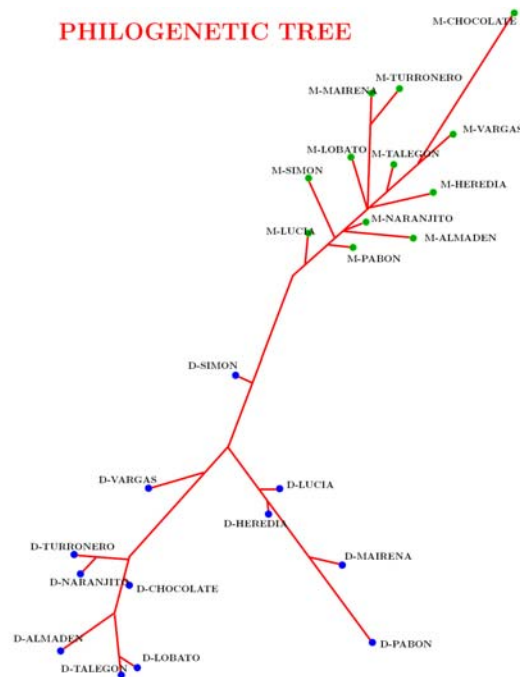 PHILOGENETIC TREE
M-CHOCOLATE
M-TURRONERO
M-MAIRENA
M-VARGAS
M-LOBATO
M-TALEGON
M-SIMON
M-HEREDIA
M-NARANJITO
M-LUCIA
M-ALMADEN
M-PABON
D-SIMON
D-VARGAS
D-LUCIA
D-HEREDIA
D-TURRONERO
D-MAIRENA
D-NARANJITO
D-CHOCOLATE
D-ALMADEN
D-PABON
D-LOBATO
D-TALEGON